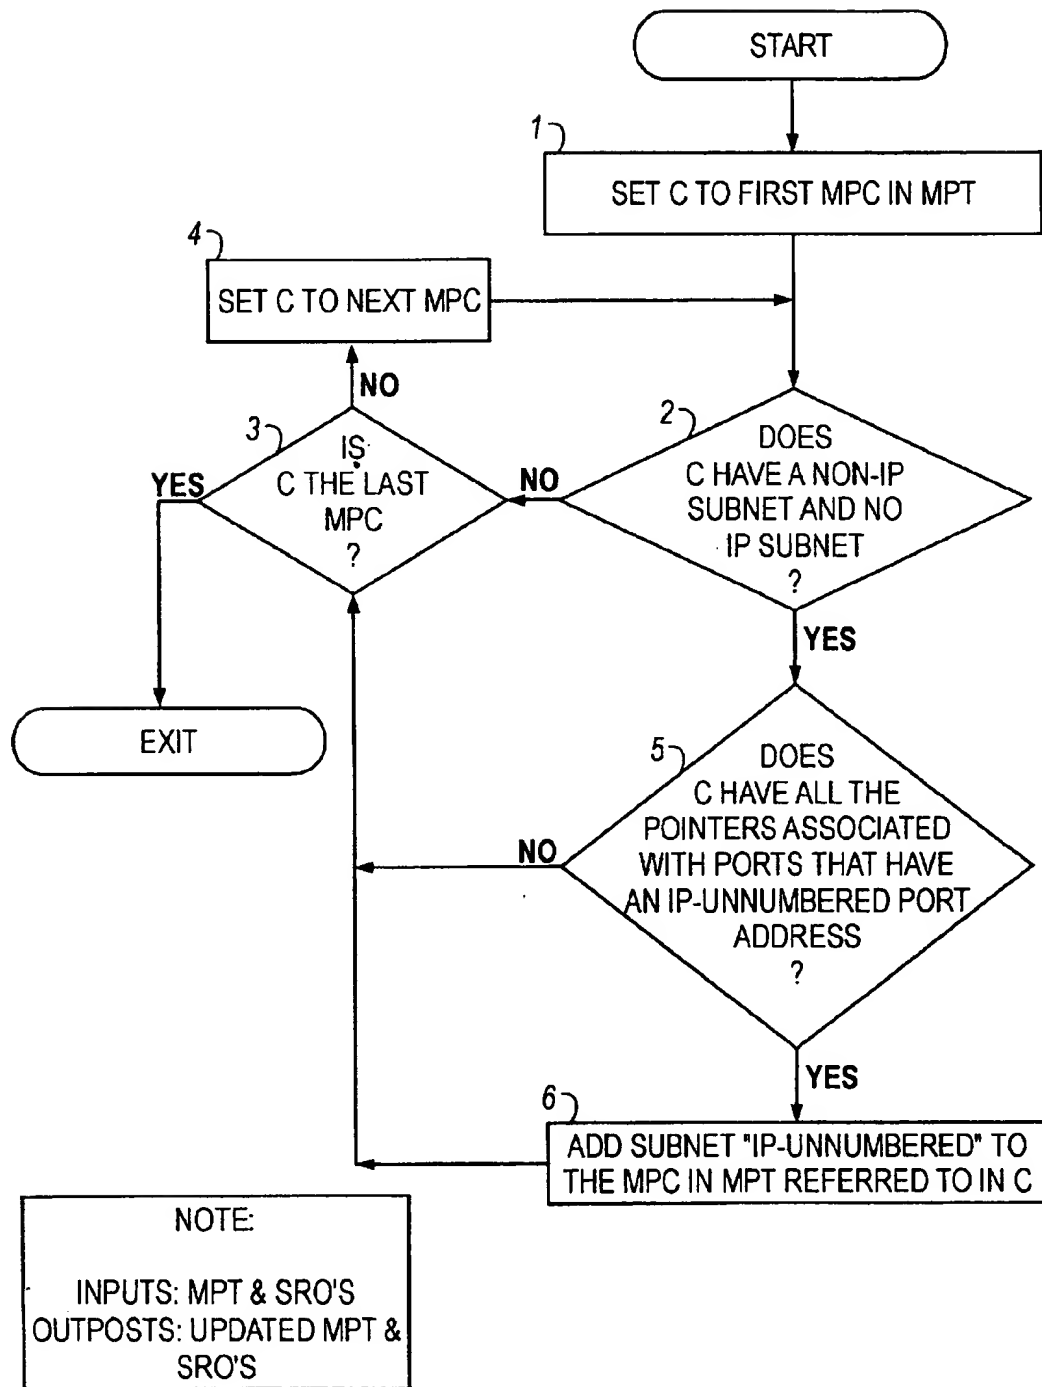 START
1
SET C TO FIRST MPC IN MPT
4
SET C TO NEXT MPC
NO
3
IS
C THE LAST
MPC
?
YES
NO
2
DOES
C HAVE A NON-IP
SUBNET AND NO
IP SUBNET
?
YES
EXIT
5
DOES
C HAVE ALL THE
POINTERS ASSOCIATED
WITH PORTS THAT HAVE
AN IP-UNNUMBERED PORT
ADDRESS
?
NO
YES
6
ADD SUBNET "IP-UNNUMBERED" TO
THE MPC IN MPT REFERRED TO IN C
NOTE:
INPUTS: MPT & SRO'S
OUTPOSTS: UPDATED MPT &
SRO'S